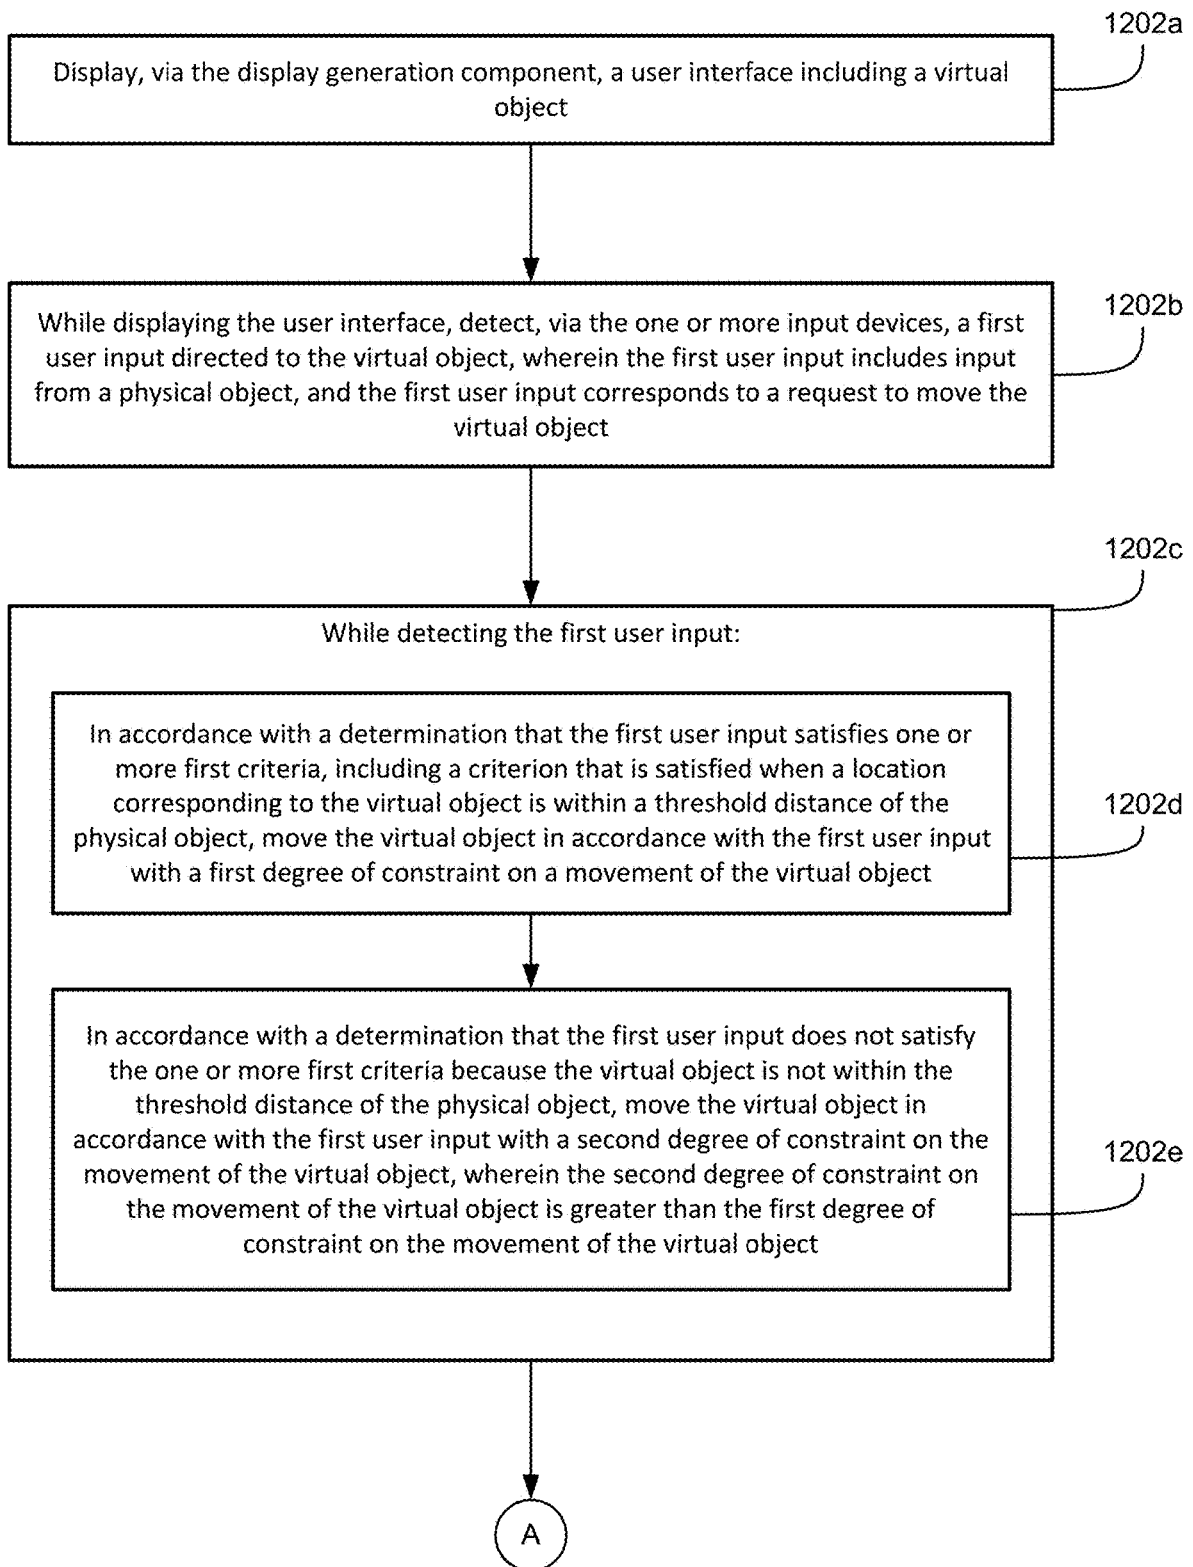 1202a
Display, via the display generation component, a user interface including a virtual
object
1202b
While displaying the user interface, detect, via the one or more input devices, a first
user input directed to the virtual object, wherein the first user input includes input
from a physical object, and the first user input corresponds to a request to move the
virtual object
1202c
While detecting the first user input:
In accordance with a determination that the first user input satisfies one or
more first criteria, including a criterion that is satisfied when a location
corresponding to the virtual object is within a threshold distance of the
physical object, move the virtual object in accordance with the first user input
with a first degree of constraint on a movement of the virtual object
1202d
In accordance with a determination that the first user input does not satisfy
the one or more first criteria because the virtual object is not within the
threshold distance of the physical object, move the virtual object in
accordance with the first user input with a second degree of constraint on the
movement of the virtual object, wherein the second degree of constraint on
the movement of the virtual object is greater than the first degree of
constraint on the movement of the virtual object
1202e
A